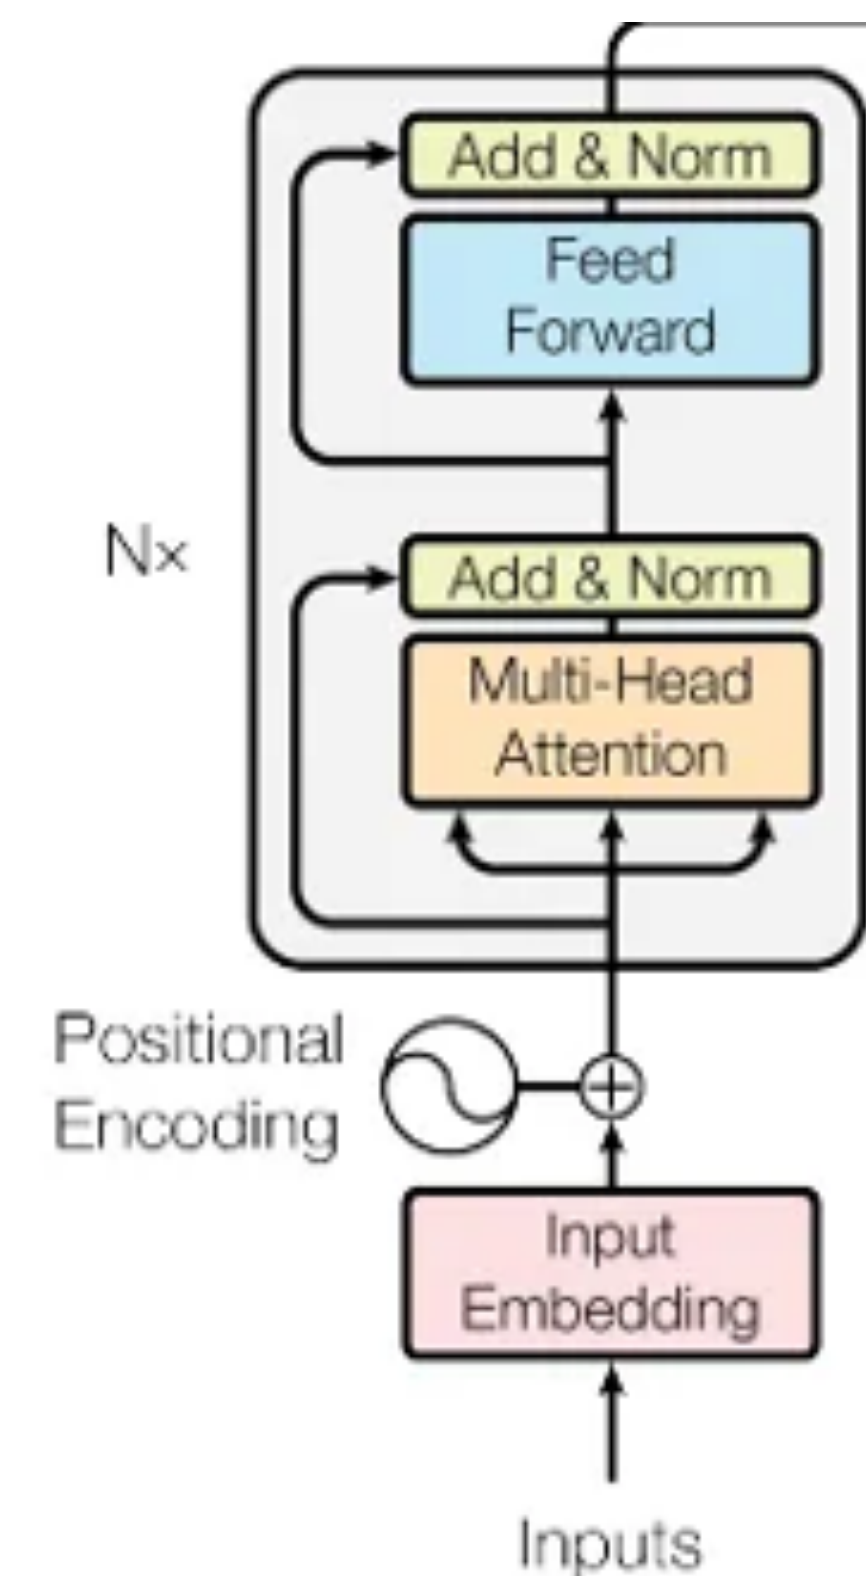 Add & Norm
Feed
Forward
Nx
Add & Norm
Multi-Head
Attention
Positional
Encoding
Input
Embedding
Inputs